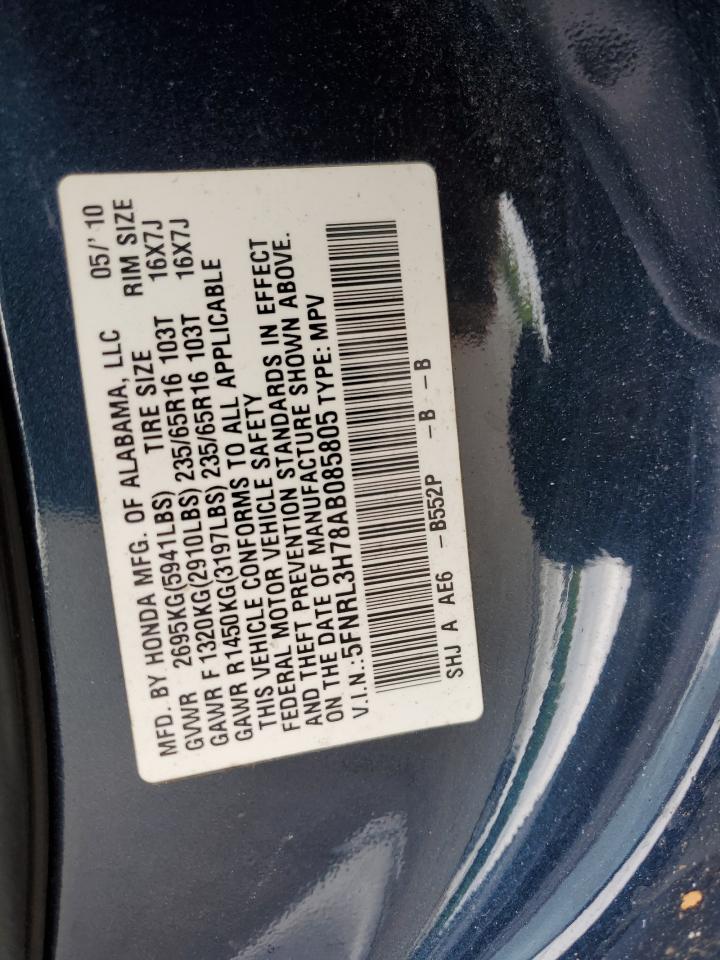 MFD. BY HONDA MFG. OF ALABAMA, LLC 05/' 10
GVWR 2695KG(5941LBS) TIRE SIZE RIM SIZE
GAWR F 1320KG(2910LBS) 235/65R16 103T 16X7J
GAWR R1450KG(3197LBS) 235/65R16 103T 16X7J
THIS VEHICLE CONFORMS TO ALL APPLICABLE
FEDERAL MOTOR VEHICLE SAFETY
AND THEFT PREVENTION STANDARDS IN EFFECT
ON THE DATE OF MANUFACTURE SHOWN ABOVE.
V.I.N.:5FNRL3H78AB085805 TYPE: MPV
SHJ A AE6 -B552P -B -B